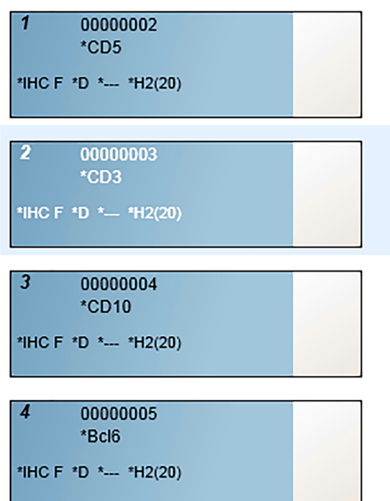 1 00000002
*CD5
*IHC F *D *--- *H2(20)
2 00000003
*CD3
*IHC F *D *--- *H2(20)
3 00000004
*CD10
*IHC F *D *--- *H2(20)
4 00000005
*Bcl6
*IHC F *D *--- *H2(20)